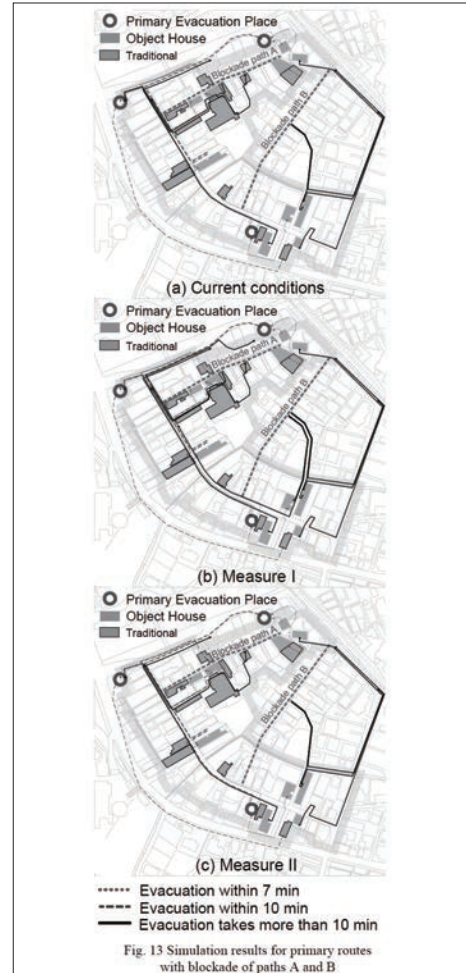 Primary Evacuation Place
Object House
Traditional
Blockade path A
Blockade path B
(a) Current conditions
Primary Evacuation Place
Object House
Traditional
Blockade path A
Blockade path B
(b) Measure I
Primary Evacuation Place
Object House
Traditional
Blockade path A
Blockade path B
(c) Measure II
Evacuation within 7 min
Evacuation within 10 min
Evacuation takes more than 10 min
Fig. 13 Simulation results for primary routes
with blockade of paths A and B